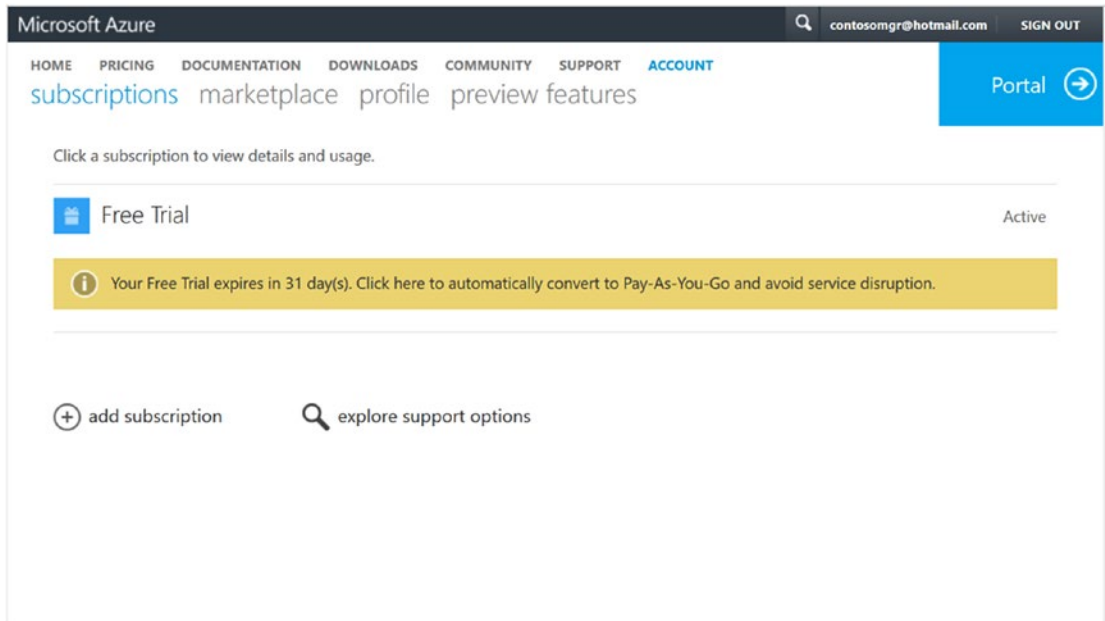 Microsoft Azure
contosomgr@hotmail.com SIGN OUT
HOME PRICING DOCUMENTATION DOWNLOADS COMMUNITY SUPPORT ACCOUNT
subscriptions marketplace profile preview features
Portal
Click a subscription to view details and usage.
Free Trial Active
Your Free Trial expires in 31 day(s). Click here to automatically convert to Pay-As-You-Go and avoid service disruption.
add subscription explore support options